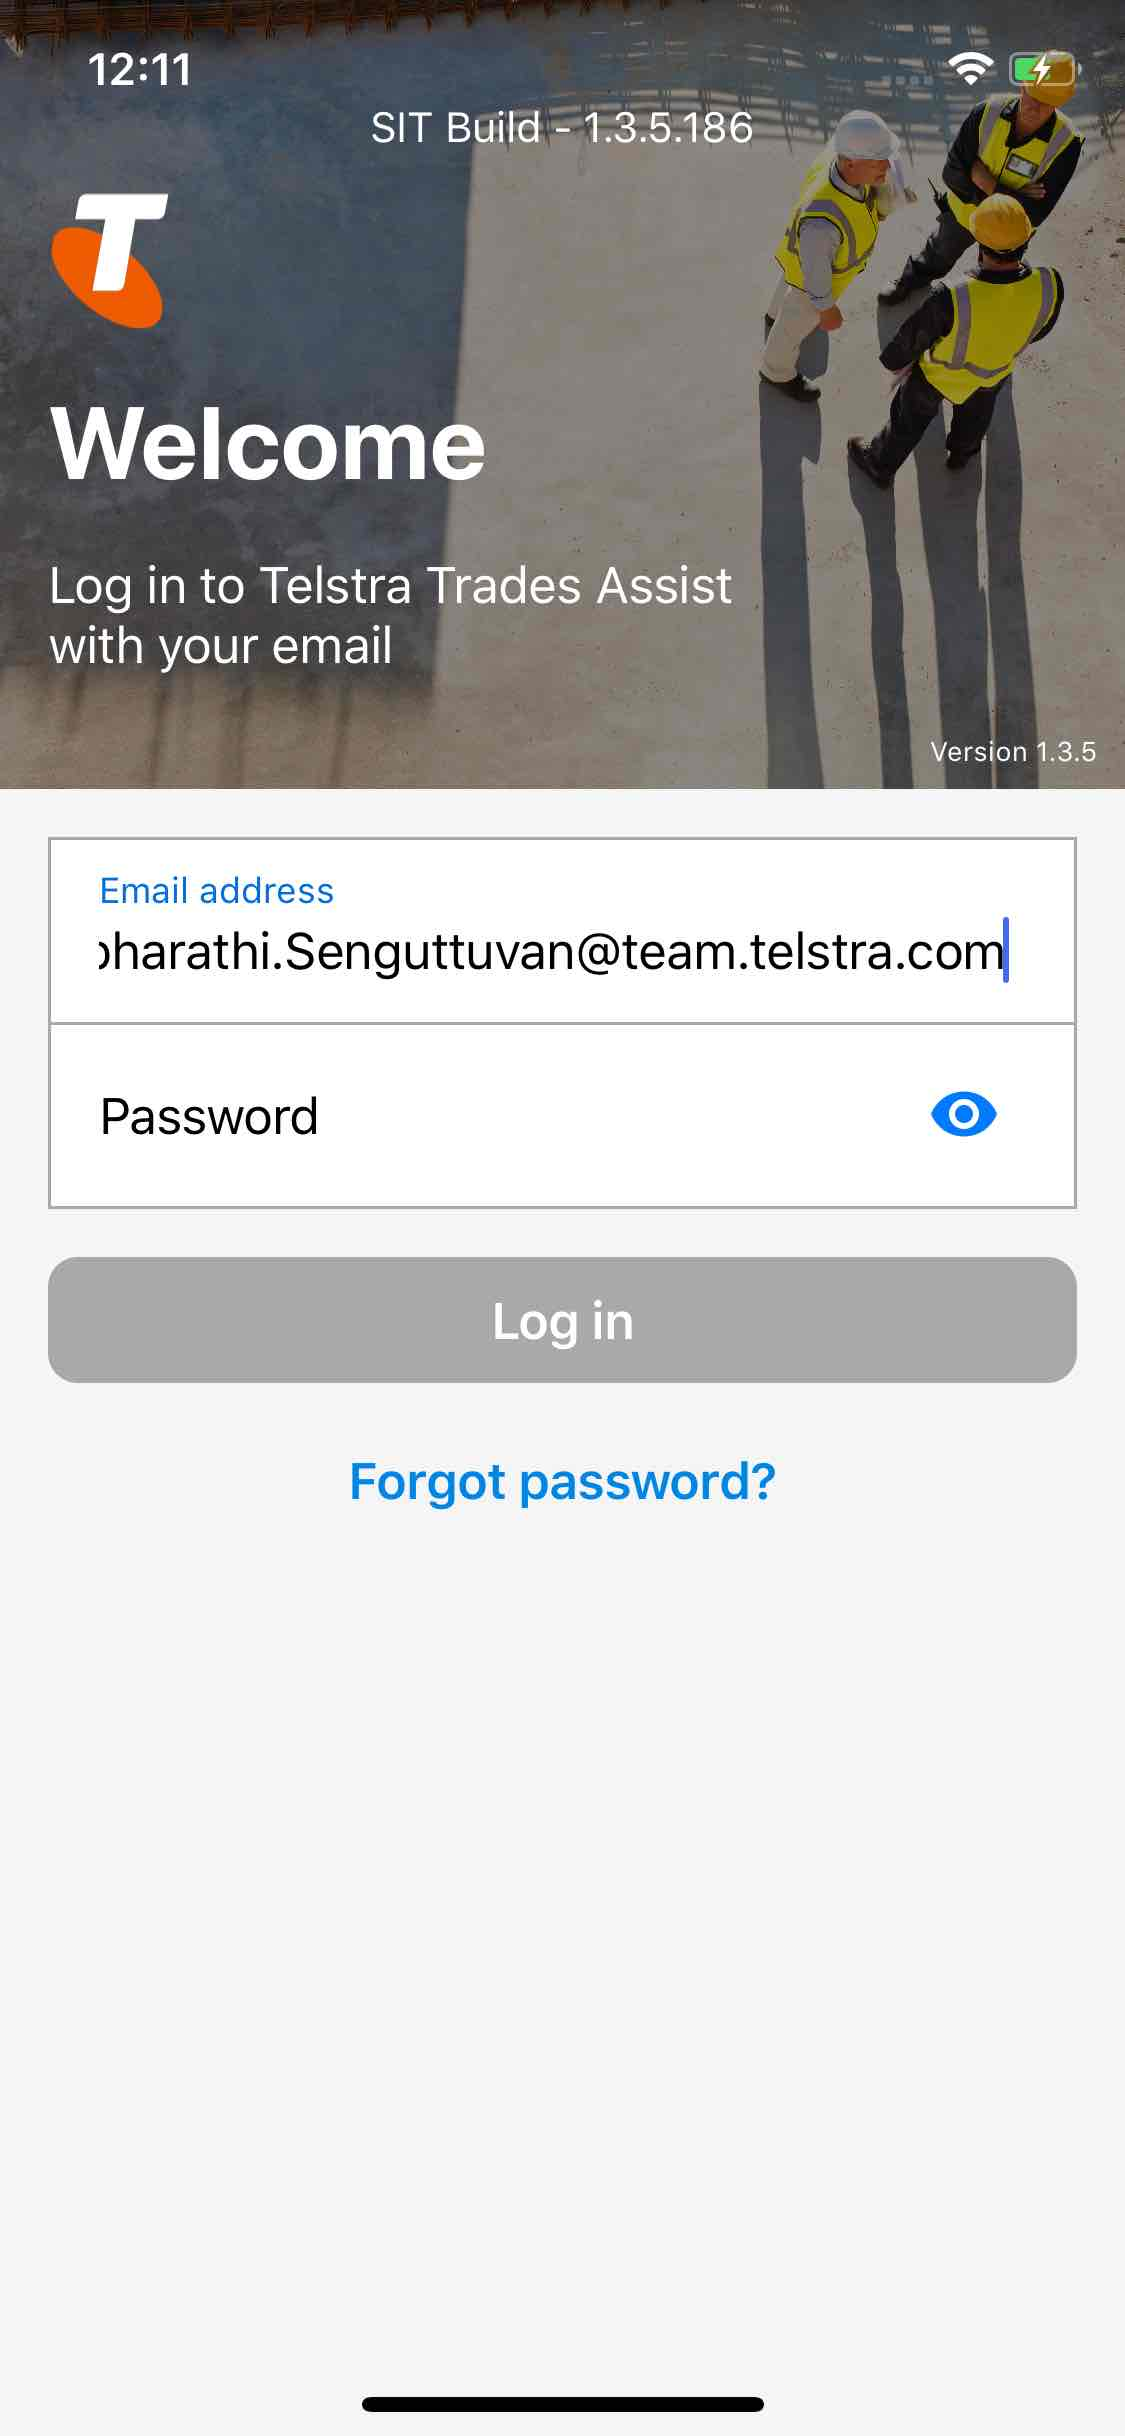 12:11
SIT Build - 1.3.5.186
T
Welcome
Log in to Telstra Trades Assist
with your email
Version 1.3.5
Email address
bharathi.Senguttuvan@team.telstra.com
Password
Log in
Forgot password?